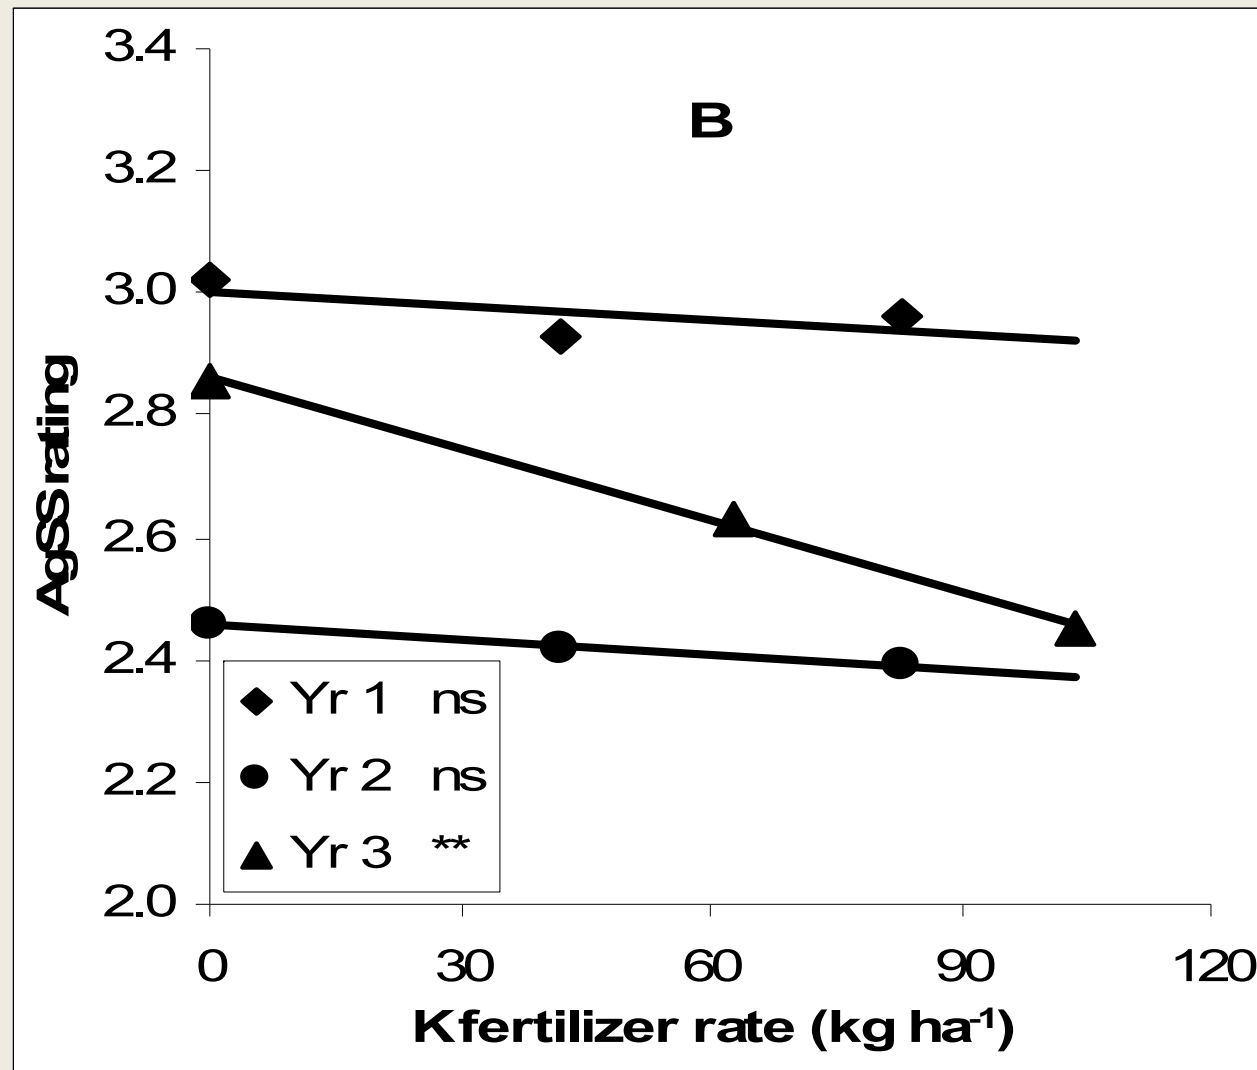 B
3.4
3.2
3.0
2.8
2.6
2.4
2.2
2.0
AgSS rating
Yr 1 ns
Yr 2 ns
Yr 3 **
0 30 60 90 120
K fertilizer rate (kg ha⁻¹)